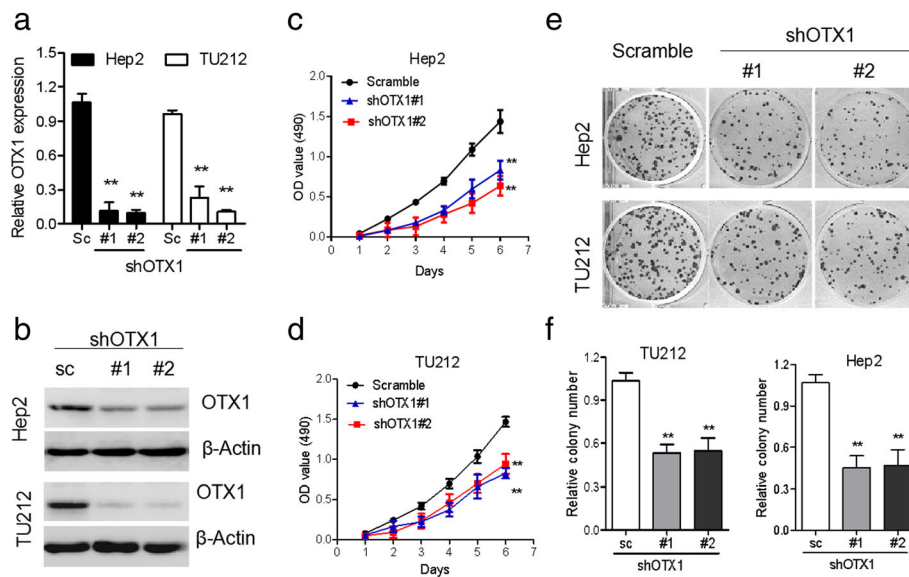 a
Hep2 TU212
Relative OTX1 expression
1.5
1.2
0.9
0.6
0.3
0.0
** ** ** **
Sc #1 #2 Sc #1 #2
shOTX1
b
shOTX1
sc #1 #2
Hep2
OTX1
β-Actin
TU212
OTX1
β-Actin
c
Hep2
Scramble
shOTX1#1
shOTX1#2
OD value (490)
2.0
1.5
1.0
0.5
0.0
**
**
0 1 2 3 4 5 6 7
Days
d
TU212
Scramble
shOTX1#1
shOTX1#2
OD value (490)
2.0
1.5
1.0
0.5
0.0
**
**
0 1 2 3 4 5 6 7
Days
e
shOTX1
Scramble #1 #2
Hep2
TU212
f
TU212
Relative colony number
1.2
0.9
0.6
0.3
0.0
** **
sc #1 #2
shOTX1
Hep2
Relative colony number
1.2
0.9
0.6
0.3
0.0
** **
sc #1 #2
shOTX1